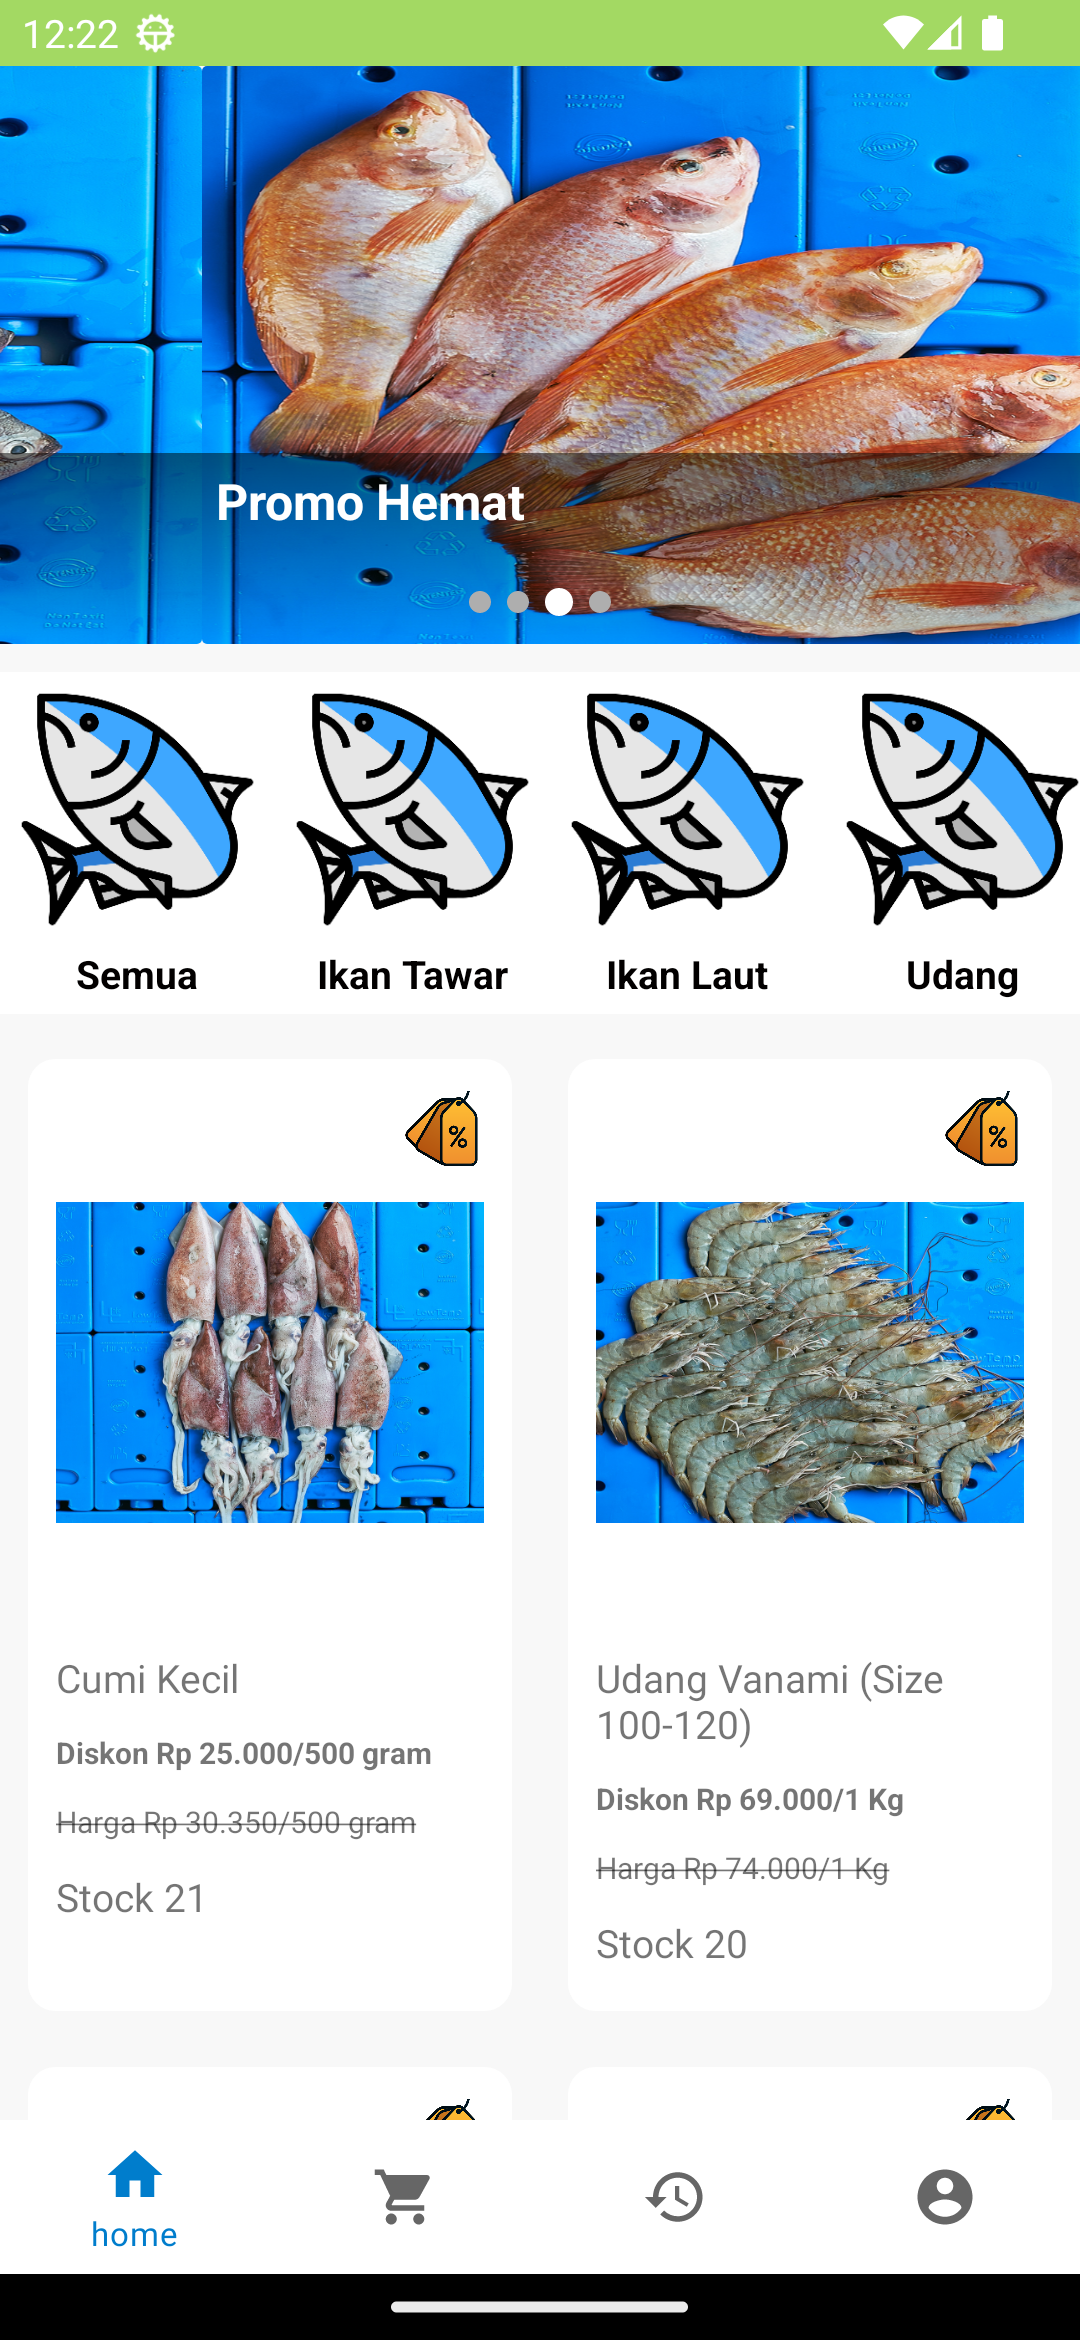 12:22
Promo Hemat
Semua
Ikan Tawar
Ikan Laut
Udang
Cumi Kecil
Diskon Rp 25.000/500 gram
Harga Rp 30.350/500 gram
Stock 21
Udang Vanami (Size
100-120)
Diskon Rp 69.000/1 Kg
Harga Rp 74.000/1 Kg
Stock 20
home